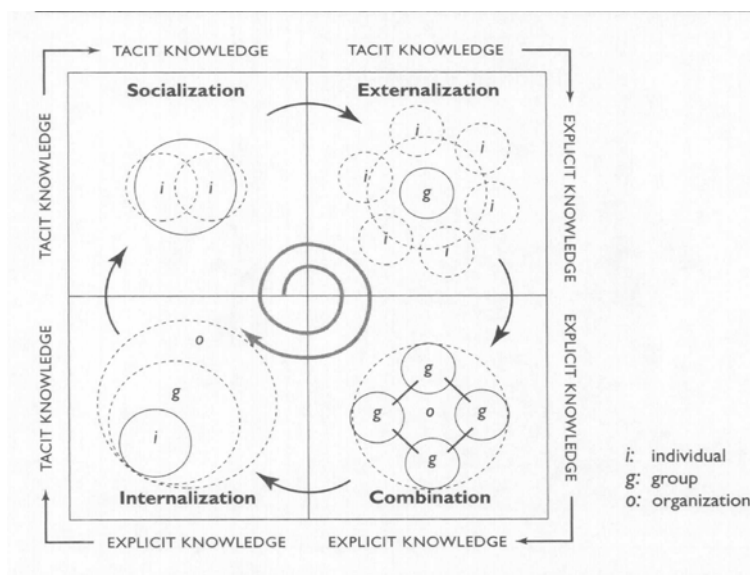 TACIT KNOWLEDGE
TACIT KNOWLEDGE
Socialization
Externalization
TACIT KNOWLEDGE
EXPLICIT KNOWLEDGE
i
i
i
i
i
i
i
i
g
TACIT KNOWLEDGE
EXPLICIT KNOWLEDGE
o
g
i
g
g
o
g
g
Internalization
Combination
EXPLICIT KNOWLEDGE
EXPLICIT KNOWLEDGE
i: individual
g: group
o: organization